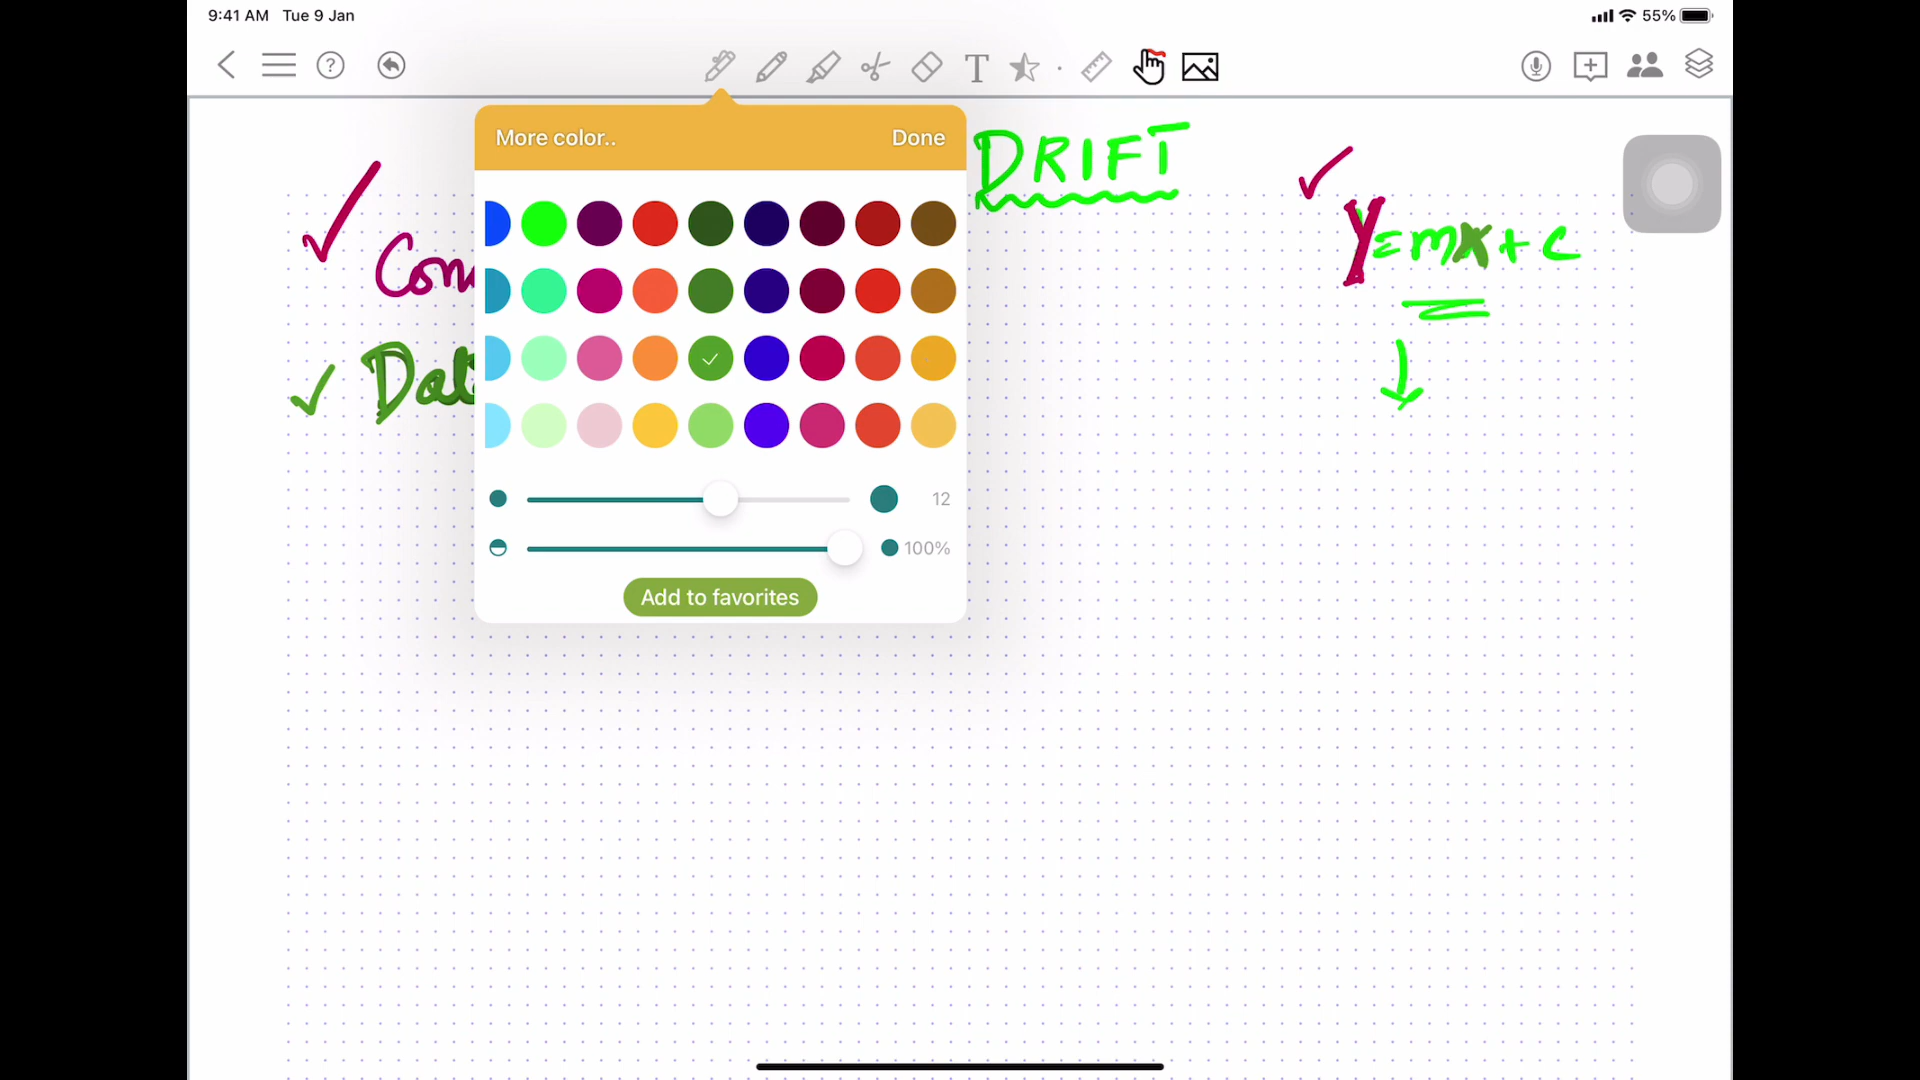 9:41 AM Tue 9 Jan
55%
?
T
More color..
Done
DRIFT
y=mx+c
12
100%
Add to favorites